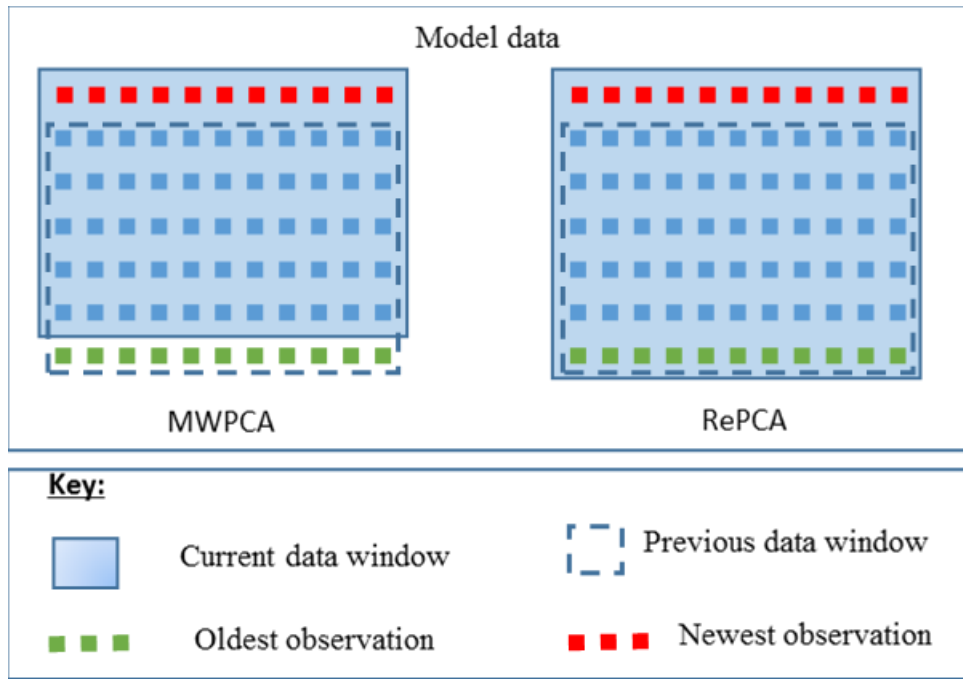 Model data
MWPCA
RePCA
Key:
Current data window
Previous data window
Oldest observation
Newest observation